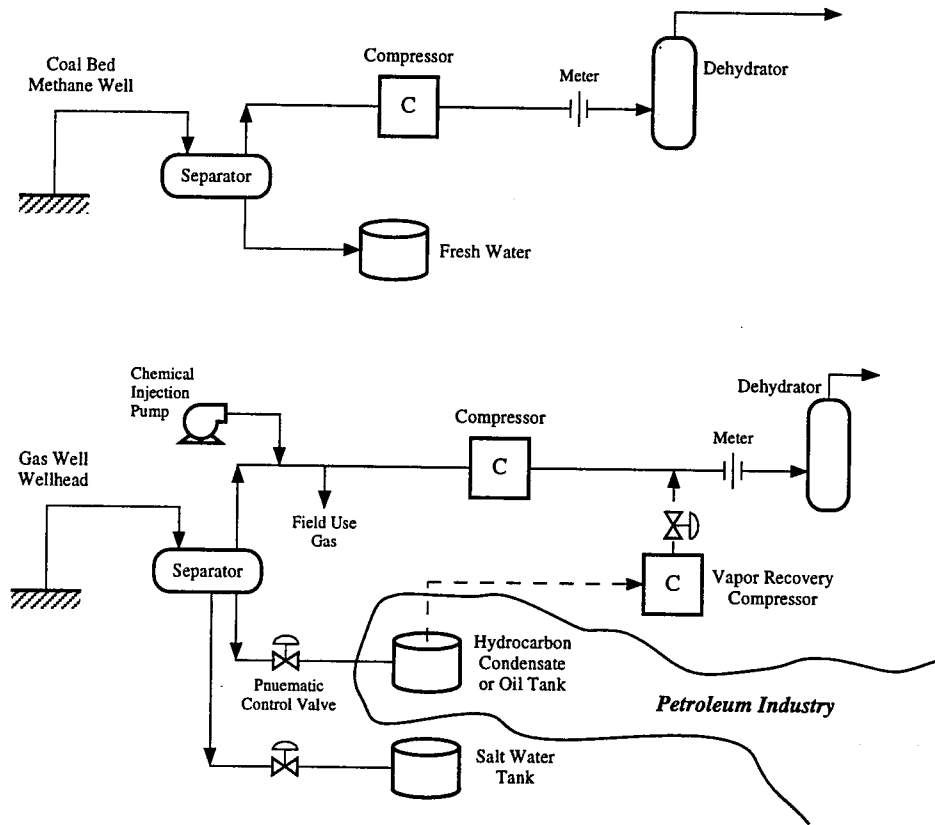 Coal Bed
Methane Well
Compressor
C
Meter
Dehydrator
Separator
Fresh Water
Chemical
Injection
Pump
Dehydrator
Compressor
C
Meter
Gas Well
Wellhead
Field Use
Gas
Separator
C
Vapor Recovery
Compressor
Hydrocarbon
Condensate
or Oil Tank
Pnuematic
Control Valve
Petroleum Industry
Salt Water
Tank